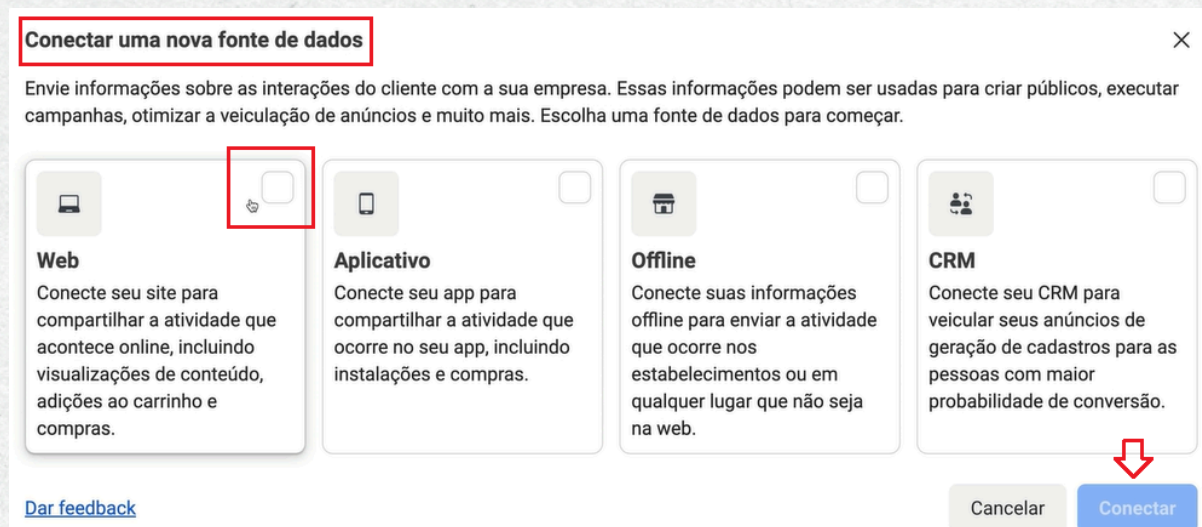 Conectar uma nova fonte de dados
Envie informações sobre as interações do cliente com a sua empresa. Essas informações podem ser usadas para criar públicos, executar
campanhas, otimizar a veiculação de anúncios e muito mais. Escolha uma fonte de dados para começar.
Web
Conecte seu site para
compartilhar a atividade que
acontece online, incluindo
visualizações de conteúdo,
adições ao carrinho e
compras.
Aplicativo
Conecte seu app para
compartilhar a atividade que
ocorre no seu app, incluindo
instalações e compras.
Offline
Conecte suas informações
offline para enviar a atividade
que ocorre nos
estabelecimentos ou em
qualquer lugar que não seja
na web.
CRM
Conecte seu CRM para
veicular seus anúncios de
geração de cadastros para as
pessoas com maior
probabilidade de conversão.
Dar feedback
Cancelar
Conectar